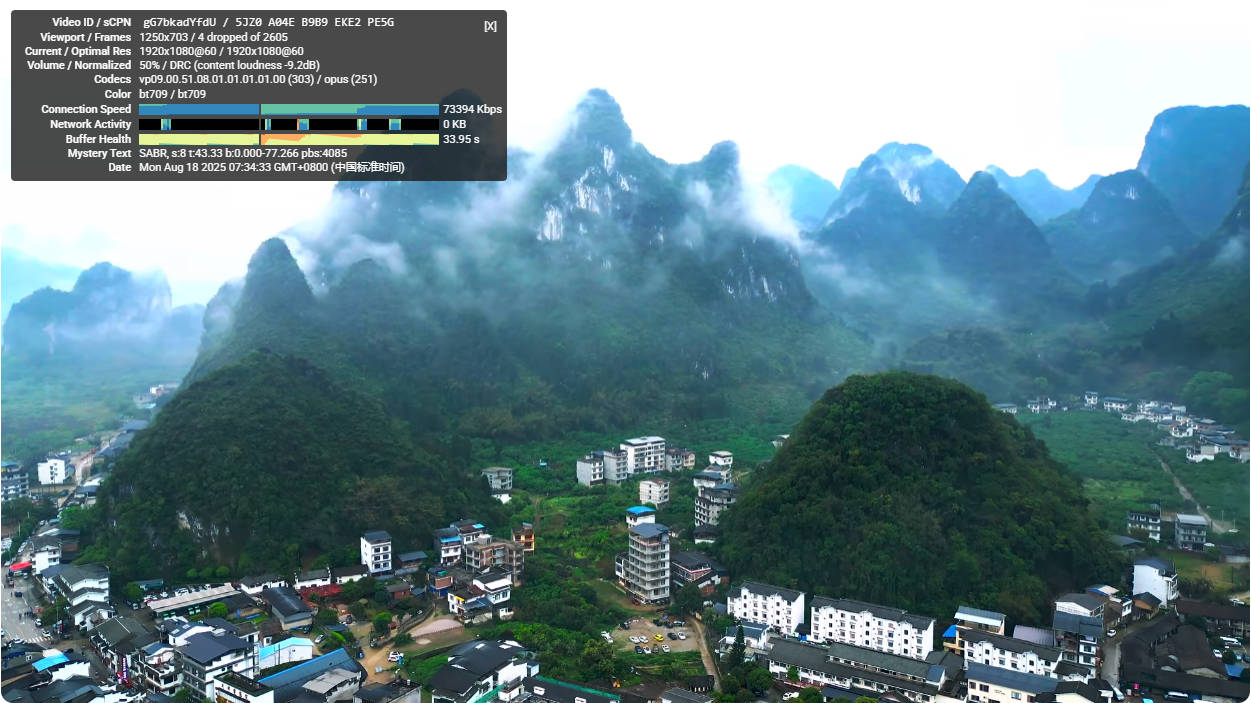 Video ID / sCPN gG7bkadYfdU / 5JZ0 A04E B9B9 EKE2 PE5G
[X]
Viewport / Frames 1250x703 / 4 dropped of 2605
Current / Optimal Res 1920x1080@60 / 1920x1080@60
Volume / Normalized 50% / DRC (content loudness -9.2dB)
Codecs vp09.00.51.08.01.01.01.01.00 (303) / opus (251)
Color bt709 / bt709
Connection Speed 73394 Kbps
Network Activity 0 KB
Buffer Health 33.95 s
Mystery Text SABR, s:8 t:43.33 b:0.000-77.266 pbs:4085
Date Mon Aug 18 2025 07:34:33 GMT+0800 (中国标准时间)